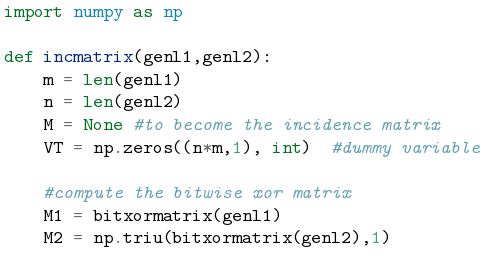 import numpy as np

def incmatrix(genl1,genl2):
    m = len(genl1)
    n = len(genl2)
    M = None #to become the incidence matrix
    VT = np.zeros((n*m,1), int)  #dummy variable

    #compute the bitwise xor matrix
    M1 = bitxormatrix(genl1)
    M2 = np.triu(bitxormatrix(genl2),1)